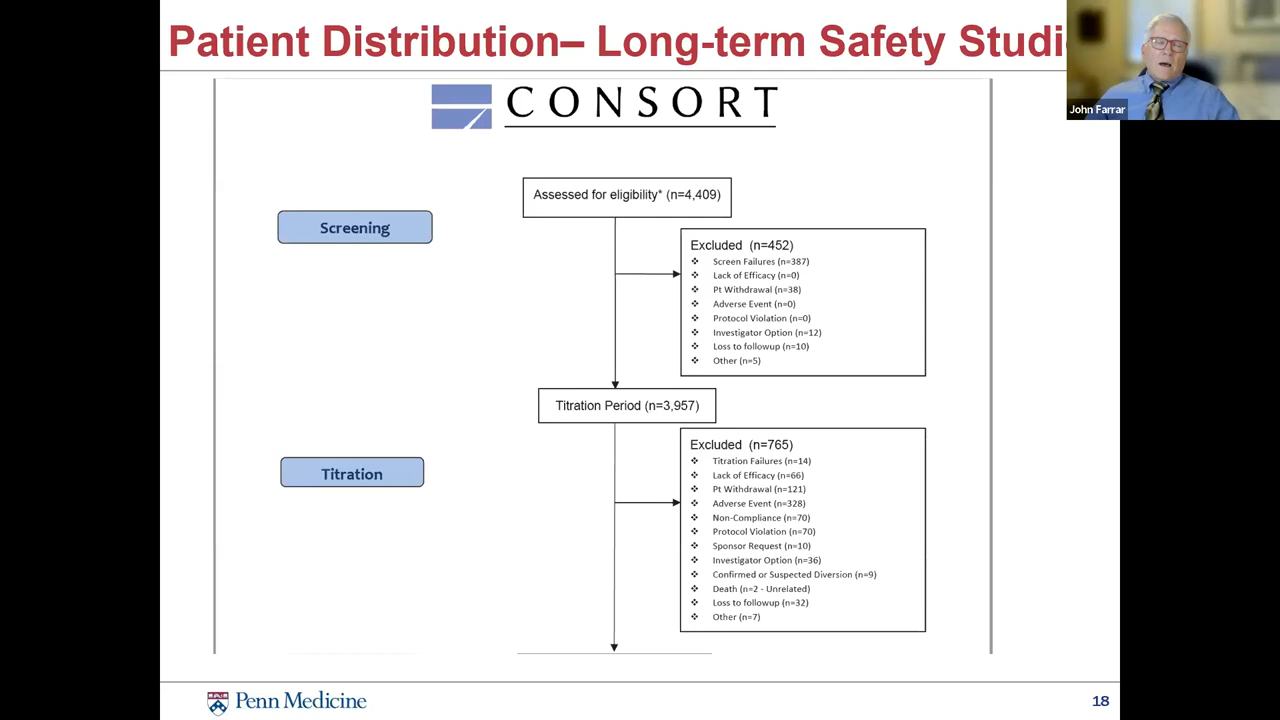 Patient Distribution– Long-term Safety Studi
John Farrar
CONSORT
Assessed for eligibility* (n=4,409)
Screening
Excluded (n=452)
❖ Screen Failures (n=387)
❖ Lack of Efficacy (n=0)
❖ Pt Withdrawal (n=38)
❖ Adverse Event (n=0)
❖ Protocol Violation (n=0)
❖ Investigator Option (n=12)
❖ Loss to followup (n=10)
❖ Other (n=5)
Titration Period (n=3,957)
Titration
Excluded (n=765)
❖ Titration Failures (n=14)
❖ Lack of Efficacy (n=66)
❖ Pt Withdrawal (n=121)
❖ Adverse Event (n=328)
❖ Non-Compliance (n=70)
❖ Protocol Violation (n=70)
❖ Sponsor Request (n=10)
❖ Investigator Option (n=36)
❖ Confirmed or Suspected Diversion (n=9)
❖ Death (n=2 - Unrelated)
❖ Loss to followup (n=32)
❖ Other (n=7)
Penn Medicine
18